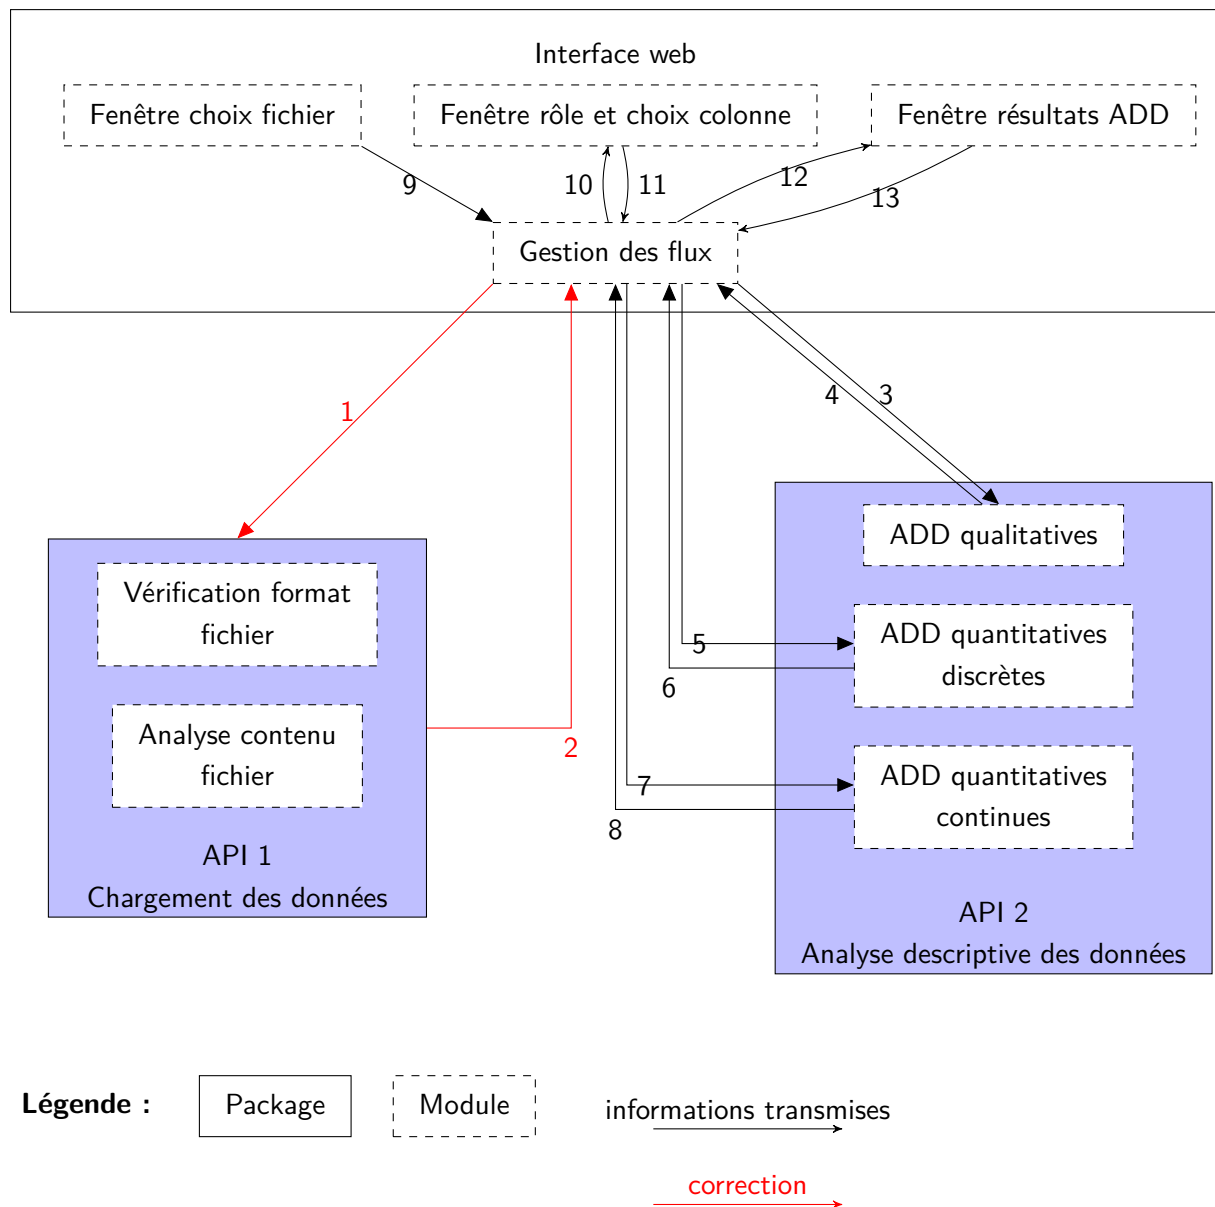 Interface web
Fenêtre choix fichier
Fenêtre rôle et choix colonne
Fenêtre résultats ADD
9
10
11
12
13
Gestion des flux
1
4
3
ADD qualitatives
Vérification format
fichier
ADD quantitatives
discrètes
5
6
Analyse contenu
fichier
2
ADD quantitatives
continues
7
8
API 1
Chargement des données
API 2
Analyse descriptive des données
Légende :
Package
Module
informations transmises
correction